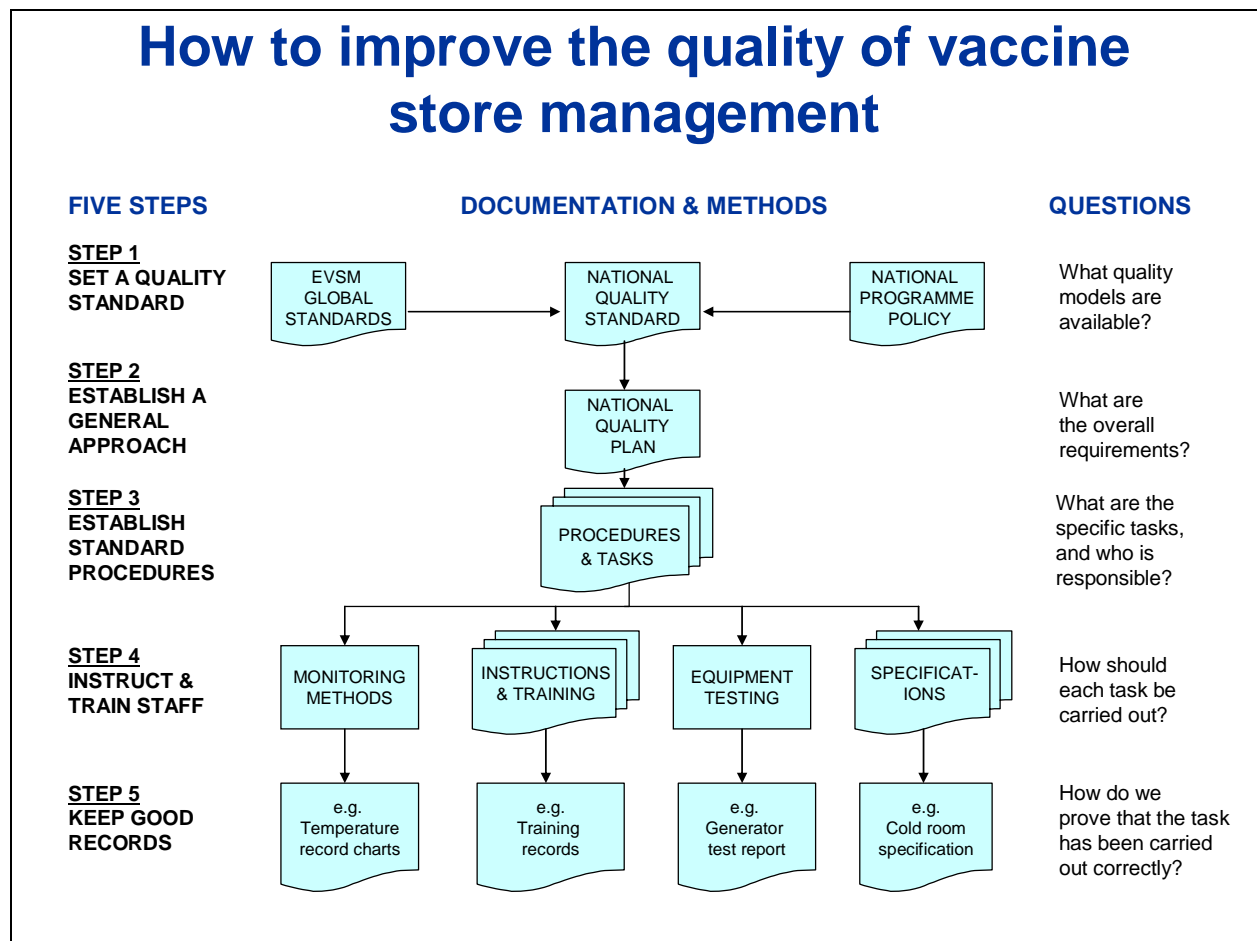 How to improve the quality of vaccine
store management
FIVE STEPS
DOCUMENTATION & METHODS
QUESTIONS
STEP 1
SET A QUALITY
STANDARD
EVSM
GLOBAL
STANDARDS
NATIONAL
QUALITY
STANDARD
NATIONAL
PROGRAMME
POLICY
What quality
models are
available?
STEP 2
ESTABLISH A
GENERAL
APPROACH
NATIONAL
QUALITY
PLAN
What are
the overall
requirements?
STEP 3
ESTABLISH
STANDARD
PROCEDURES
PROCEDURES
& TASKS
What are the
specific tasks,
and who is
responsible?
STEP 4
INSTRUCT &
TRAIN STAFF
MONITORING
METHODS
INSTRUCTIONS
& TRAINING
EQUIPMENT
TESTING
SPECIFICAT-
IONS
How should
each task be
carried out?
STEP 5
KEEP GOOD
RECORDS
e.g.
Temperature
record charts
e.g.
Training
records
e.g.
Generator
test report
e.g.
Cold room
specification
How do we
prove that the task
has been carried
out correctly?